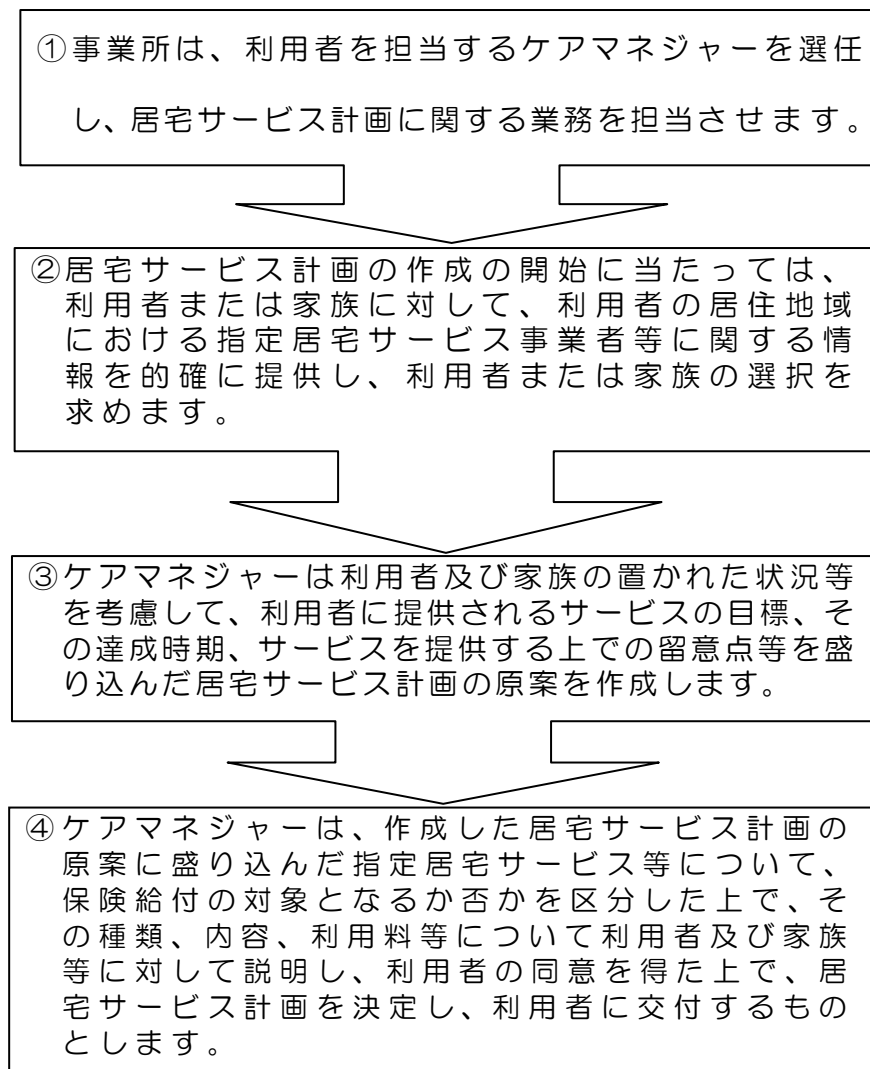 ①事業所は、利用者を担当するケアマネジャーを選任
し、居宅サービス計画に関する業務を担当させます。
②居宅サービス計画の作成の開始に当たっては、
利用者または家族に対して、利用者の居住地域
における指定居宅サービス事業者等に関する情
報を的確に提供し、利用者または家族の選択を
求めます。
③ケアマネジャーは利用者及び家族の置かれた状況等
を考慮して、利用者に提供されるサービスの目標、そ
の達成時期、サービスを提供する上での留意点等を盛
り込んだ居宅サービス計画の原案を作成します。
④ケアマネジャーは、作成した居宅サービス計画の
原案に盛り込んだ指定居宅サービス等について、
保険給付の対象となるか否かを区分した上で、そ
の種類、内容、利用料等について利用者及び家族
等に対して説明し、利用者の同意を得た上で、居
宅サービス計画を決定し、利用者に交付するもの
とします。